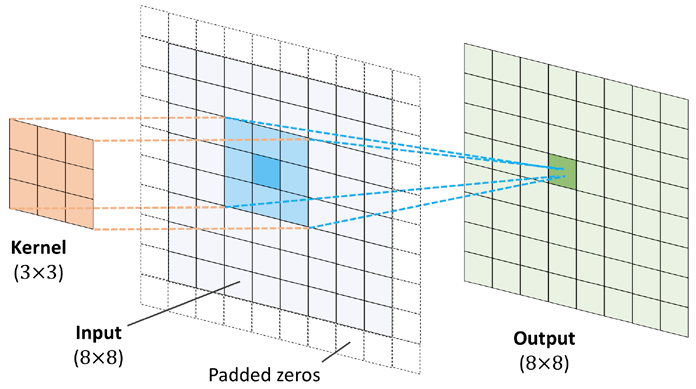 Kernel
(3×3)
Input
(8×8)
Padded zeros
Output
(8×8)